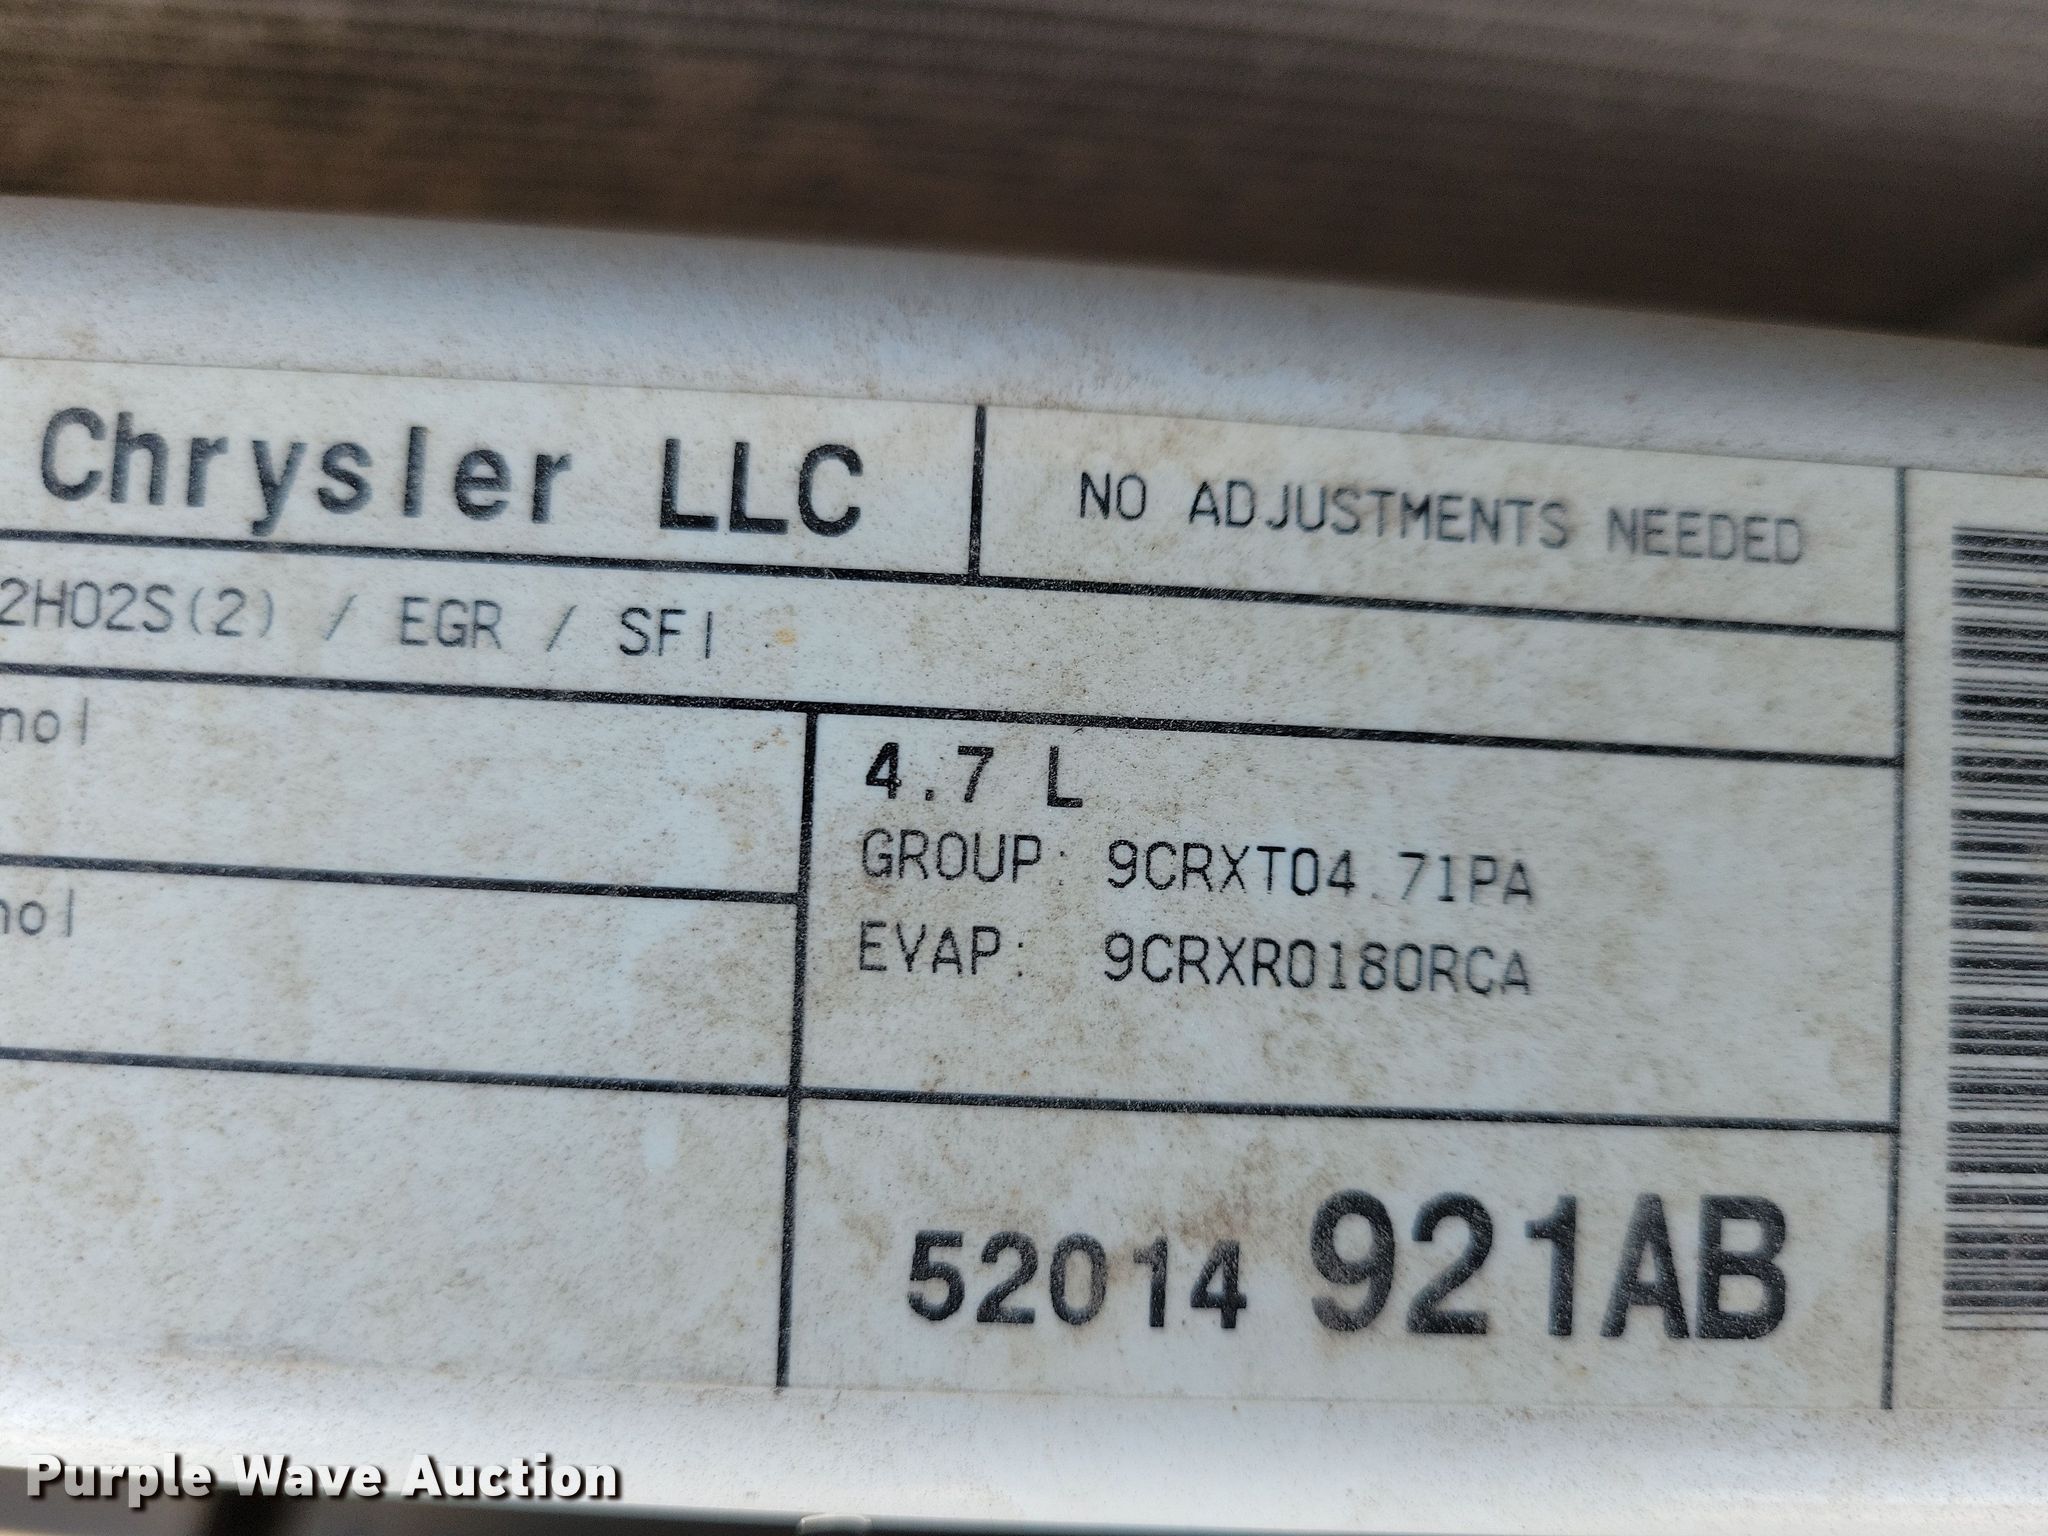 Chrysler LLC
NO ADJUSTMENTS NEEDED
2HO2S(2) / EGR / SFI
nol
nol
4.7 L
GROUP: 9CRXT04.71PA
EVAP: 9CRXR0180RCA
52014 921AB
Purple Wave Auction